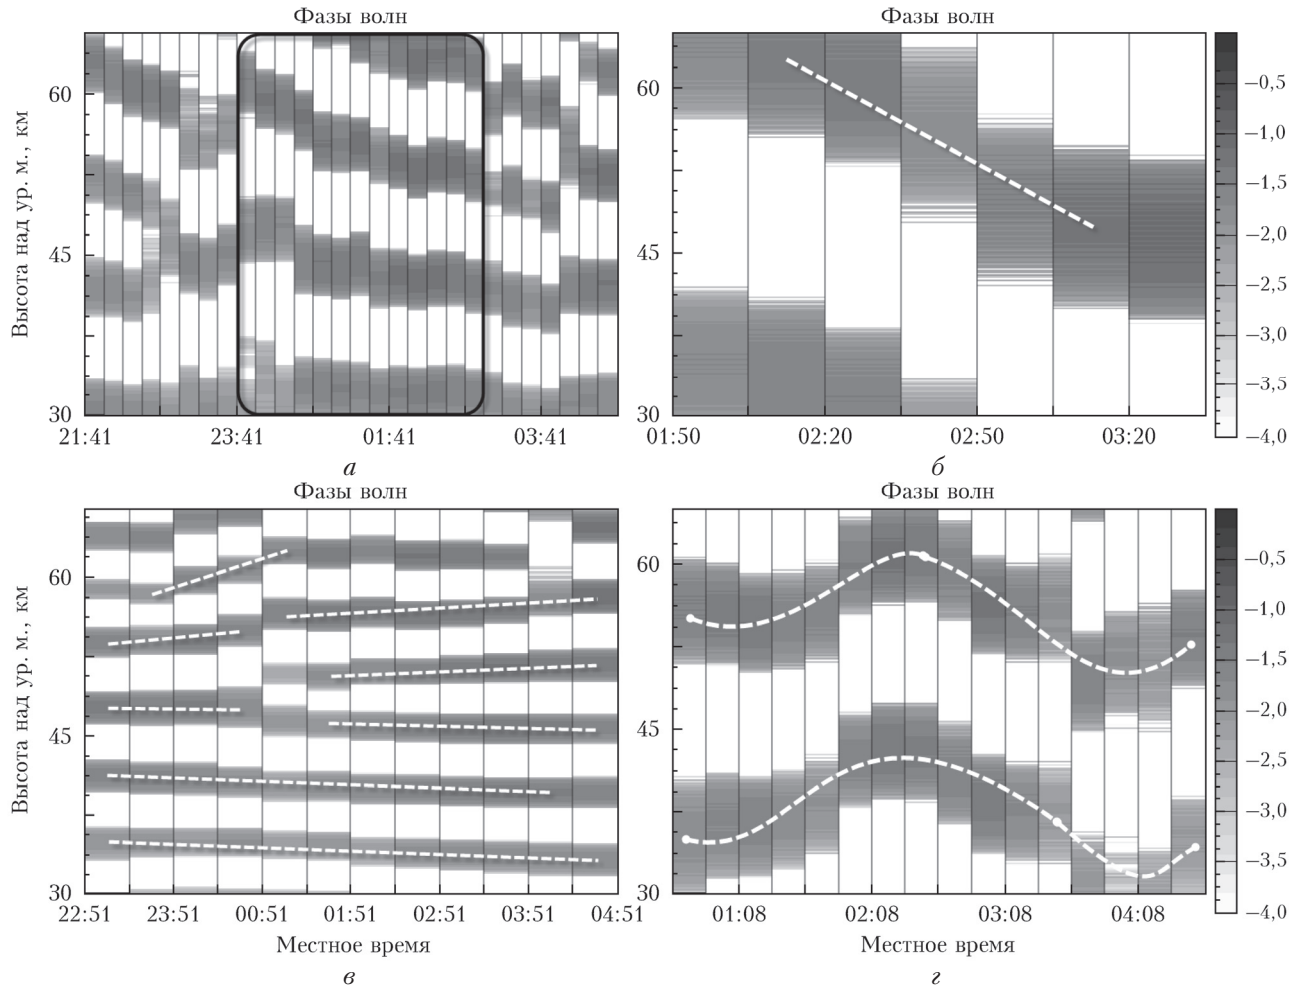 Фазы волн
Высота над ур. м., км
60
45
30
21:41 23:41 01:41 03:41
а
Фазы волн
60
45
30
01:50 02:20 02:50 03:20
б
−0,5
−1,0
−1,5
−2,0
−2,5
−3,0
−3,5
−4,0
Фазы волн
Высота над ур. м., км
60
45
30
22:51 23:51 00:51 01:51 02:51 03:51 04:51
Местное время
в
Фазы волн
60
45
30
01:08 02:08 03:08 04:08
Местное время
г
−0,5
−1,0
−1,5
−2,0
−2,5
−3,0
−3,5
−4,0